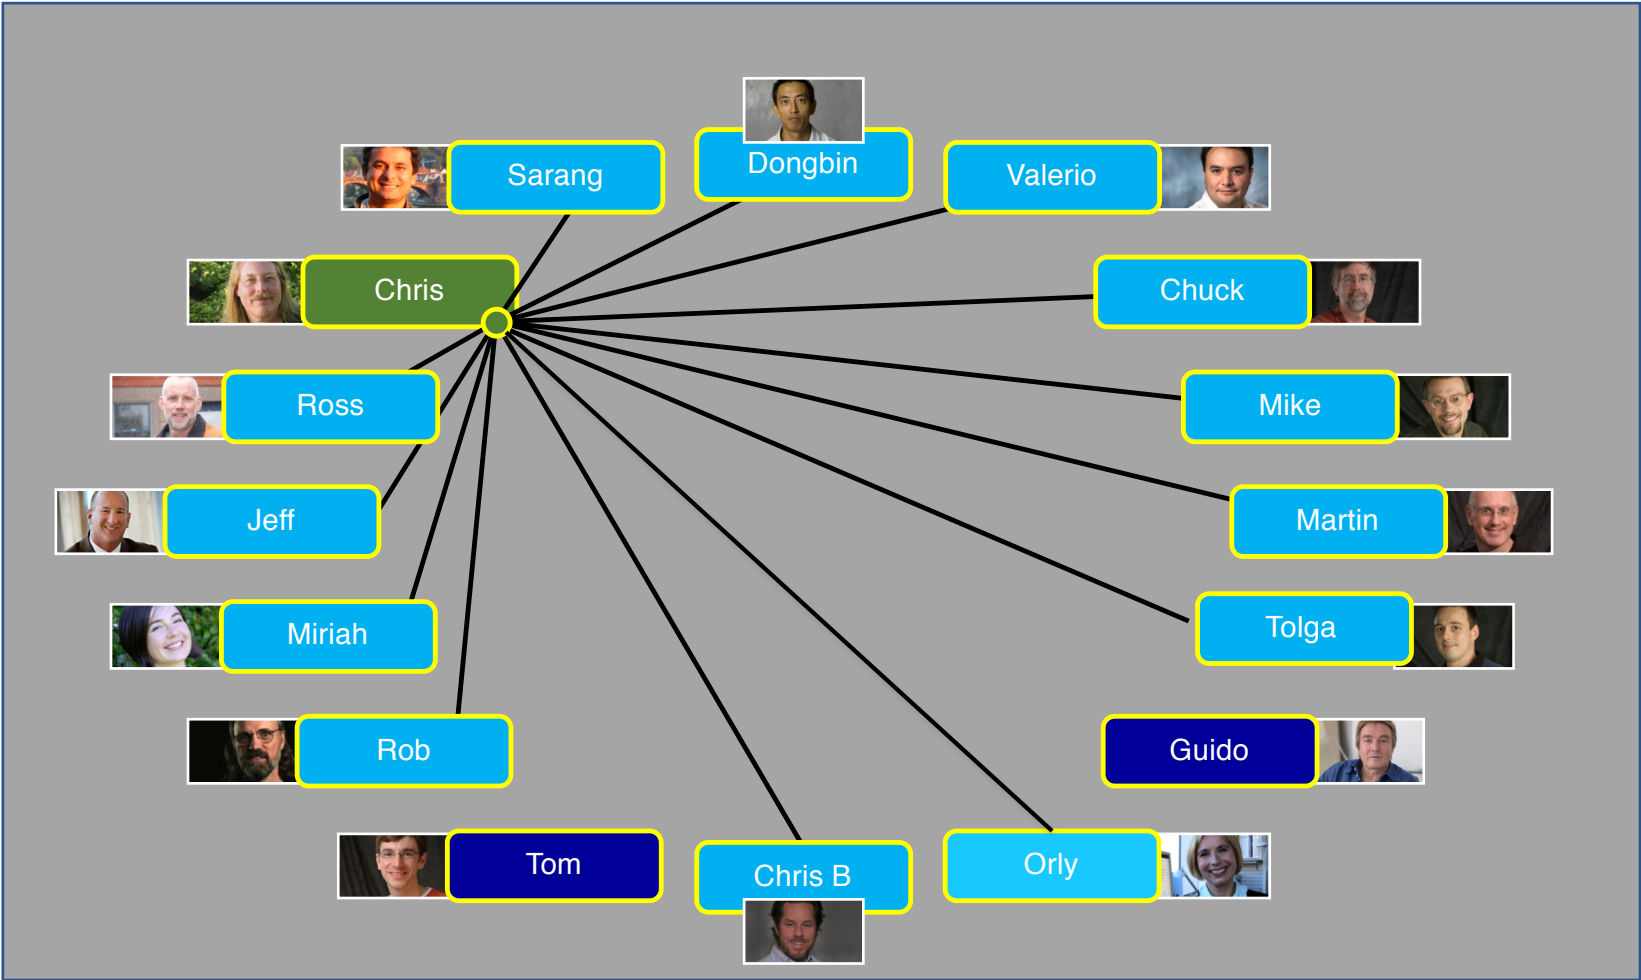 Dongbin
Sarang
Valerio
Chris
Chuck
Ross
Mike
Jeff
Martin
Miriah
Tolga
Rob
Guido
Tom
Chris B
Orly